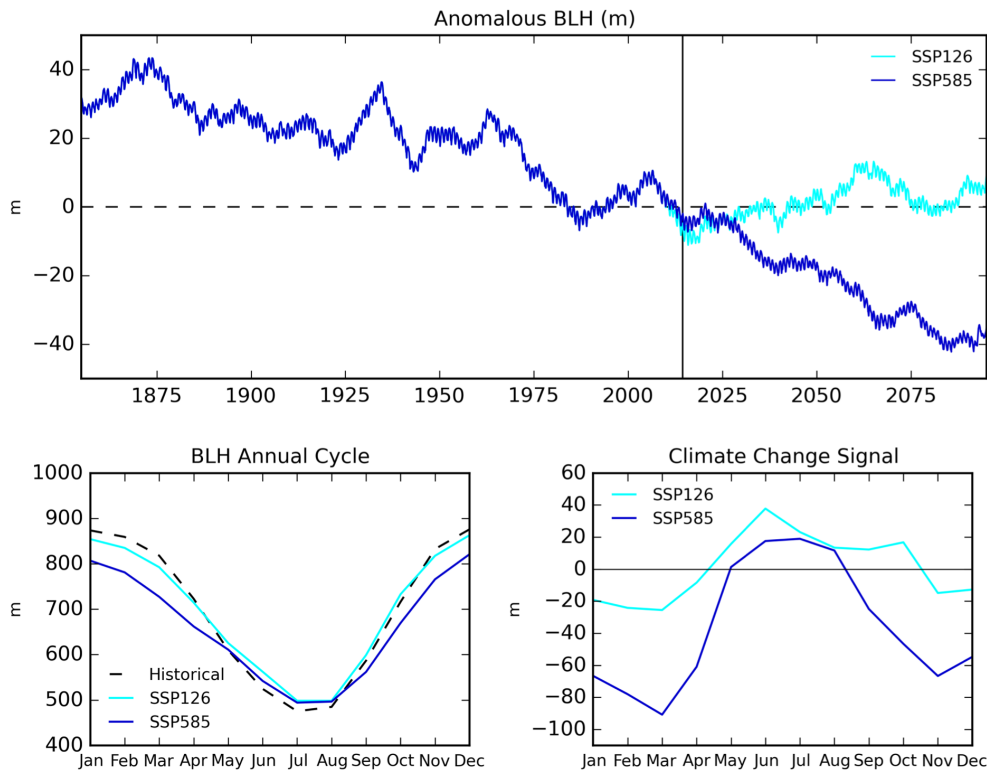 Anomalous BLH (m)
40
20
0
−20
−40
m
SSP126
SSP585
1875 1900 1925 1950 1975 2000 2025 2050 2075
BLH Annual Cycle
1000
900
800
700
600
500
400
m
Historical
SSP126
SSP585
Jan Feb Mar Apr May Jun Jul Aug Sep Oct Nov Dec
Climate Change Signal
60
40
20
0
−20
−40
−60
−80
−100
m
SSP126
SSP585
Jan Feb Mar Apr May Jun Jul Aug Sep Oct Nov Dec